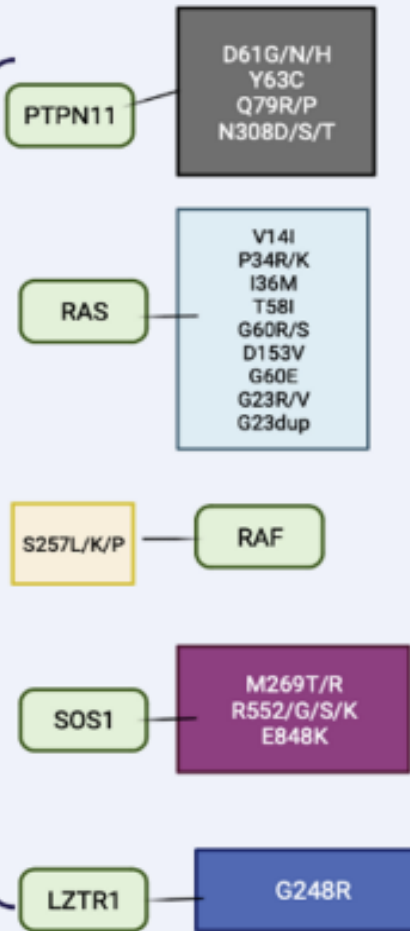 PTPN11
D61G/N/H
Y63C
Q79R/P
N308D/S/T
RAS
V14I
P34R/K
I36M
T58I
G60R/S
D153V
G60E
G23R/V
G23dup
S257L/K/P
RAF
SOS1
M269T/R
R552/G/S/K
E848K
LZTR1
G248R